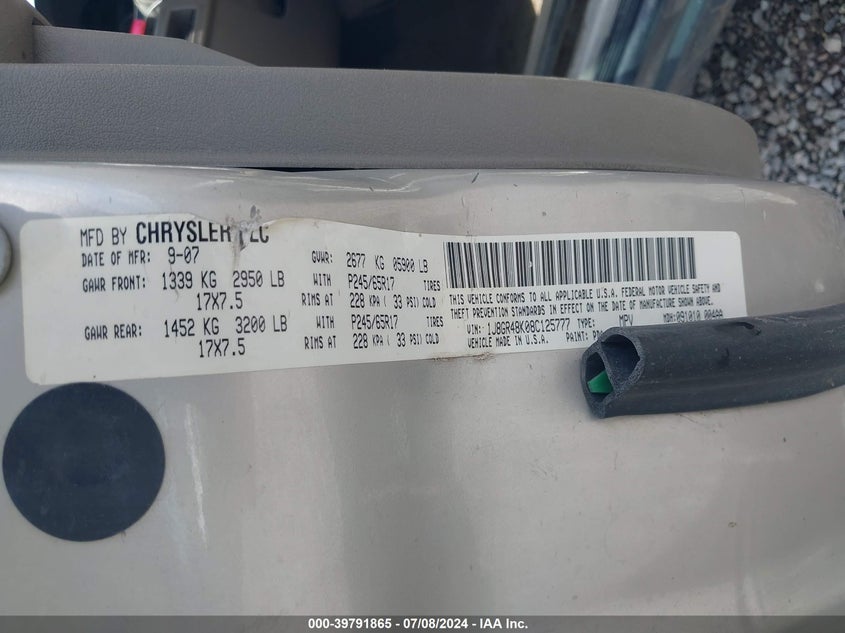 MFD BY CHRYSLER LLC
DATE OF MFR: 9-07 GVWR: 2677 KG 05900 LB
GAWR FRONT: 1339 KG 2950 LB WITH P245/65R17 TIRES
17X7.5 RIMS AT 228 KPA ( 33 PSI) COLD
GAWR REAR: 1452 KG 3200 LB WITH P245/65R17 TIRES
17X7.5 RIMS AT 228 KPA ( 33 PSI) COLD
THIS VEHICLE CONFORMS TO ALL APPLICABLE U.S.A. FEDERAL MOTOR VEHICLE SAFETY AND
THEFT PREVENTION STANDARDS IN EFFECT ON THE DATE OF MANUFACTURE SHOWN ABOVE.
VIN: 1J8GR48K08C125777 TYPE: MPV MDH:091010 004AA
VEHICLE MADE IN U.S.A. PAINT:
000-39791865 - 07/08/2024 - IAA Inc.